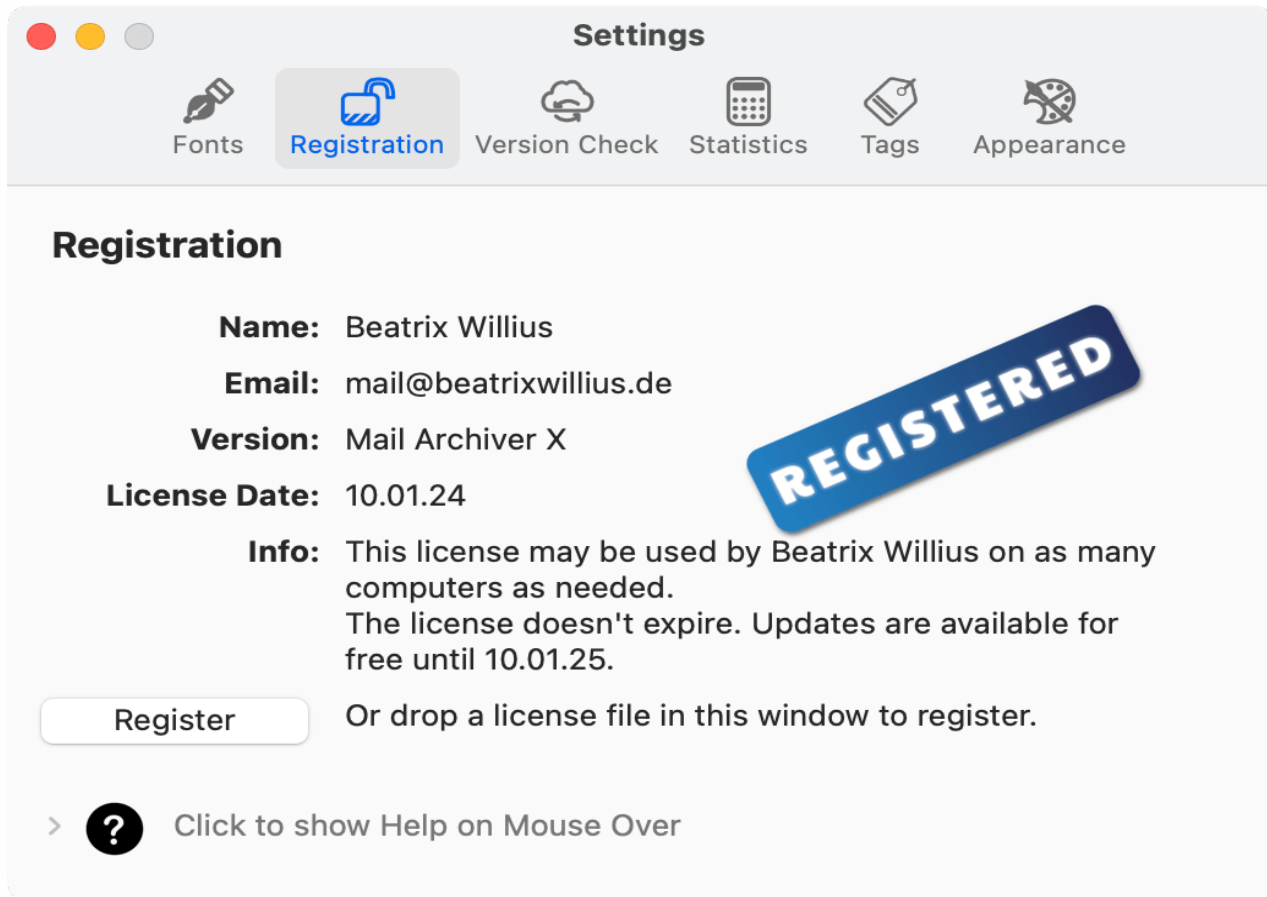 Settings
Fonts Registration Version Check Statistics Tags Appearance
Registration
Name: Beatrix Willius
Email: mail@beatrixwillius.de
Version: Mail Archiver X
License Date: 10.01.24
REGISTERED
Info: This license may be used by Beatrix Willius on as many
computers as needed.
The license doesn't expire. Updates are available for
free until 10.01.25.
Register Or drop a license file in this window to register.
? Click to show Help on Mouse Over